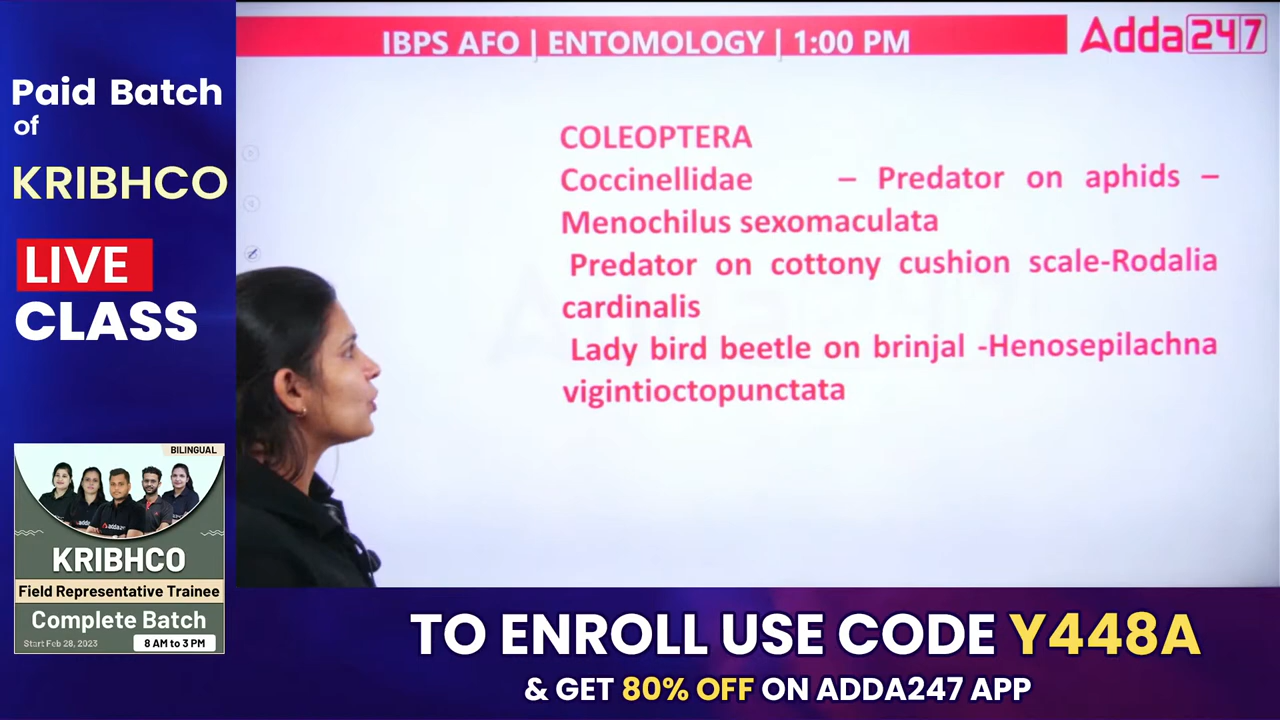 Paid Batch
of
KRIBHCO
LIVE
CLASS
BILINGUAL
KRIBHCO
Field Representative Trainee
Complete Batch
Start Feb 28, 2023
8 AM to 3 PM
IBPS AFO | ENTOMOLOGY | 1:00 PM
Adda247
COLEOPTERA
Coccinellidae – Predator on aphids –
Menochilus sexomaculata
Predator on cottony cushion scale-Rodalia
cardinalis
Lady bird beetle on brinjal -Henosepilachna
vigintioctopunctata
TO ENROLL USE CODE Y448A
& GET 80% OFF ON ADDA247 APP